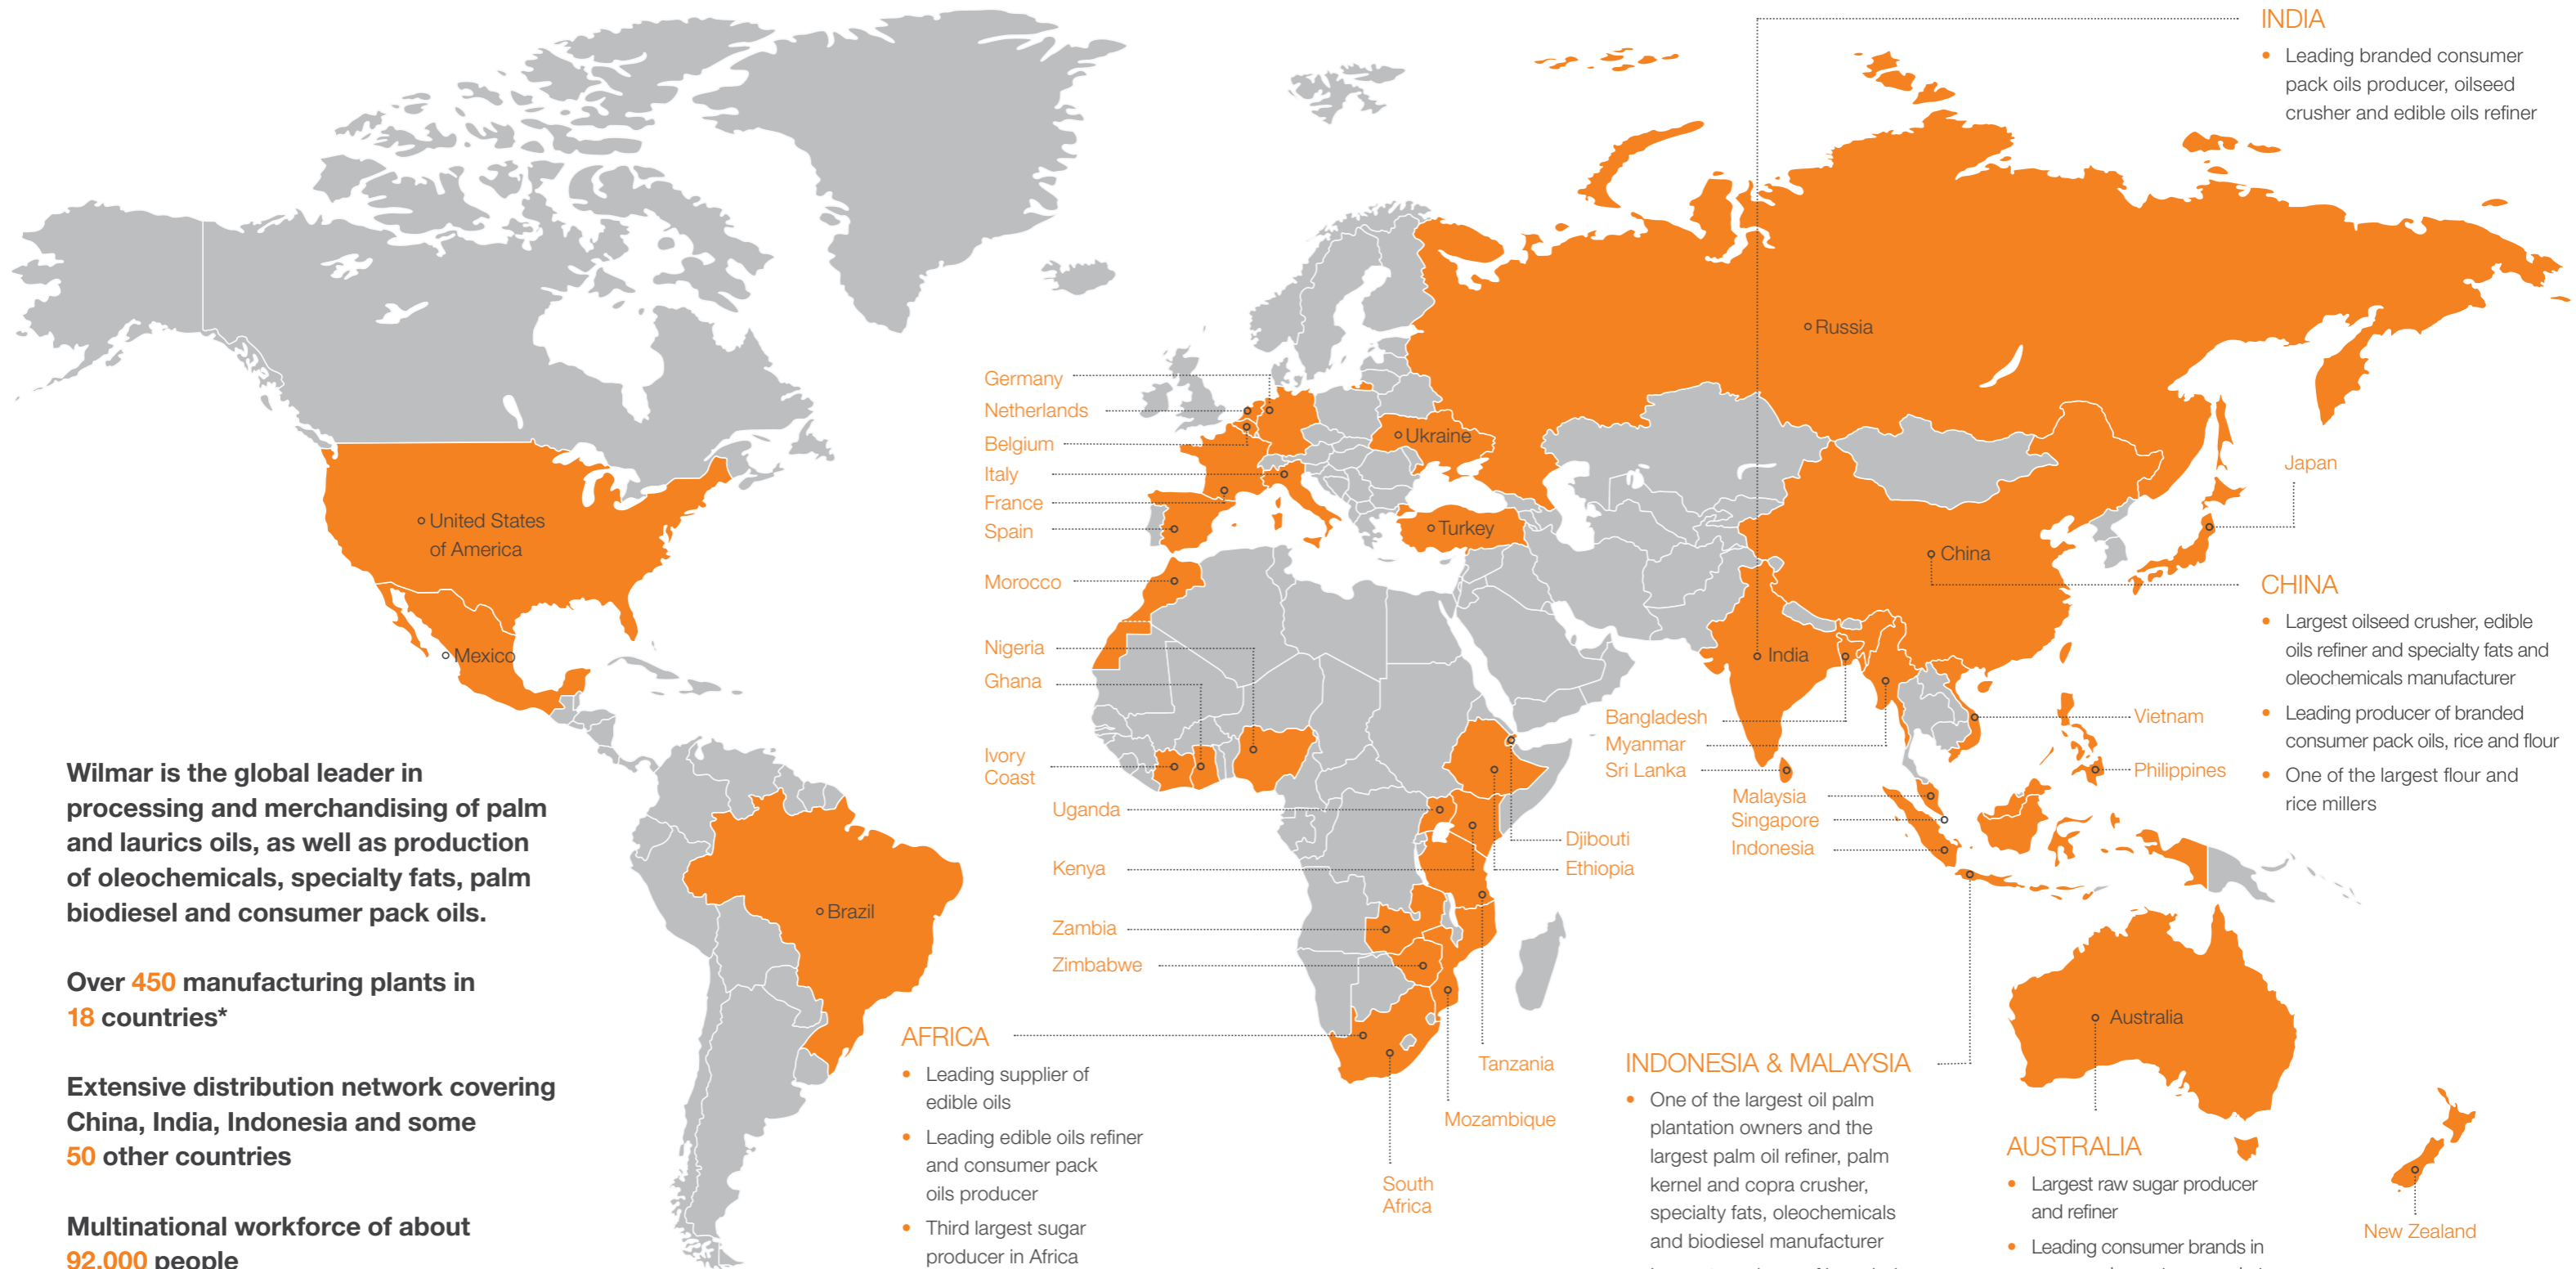 Wilmar is the global leader in
processing and merchandising of palm
and laurics oils, as well as production
of oleochemicals, specialty fats, palm
biodiesel and consumer pack oils.
Over 450 manufacturing plants in
18 countries*
Extensive distribution network covering
China, India, Indonesia and some
50 other countries
Multinational workforce of about
92,000 people
United States
of America
Mexico
Brazil
Germany
Netherlands
Belgium
Italy
France
Spain
Morocco
Nigeria
Ghana
Ivory
Coast
Uganda
Kenya
Zambia
Zimbabwe
AFRICA
• Leading supplier of
edible oils
• Leading edible oils refiner
and consumer pack
oils producer
• Third largest sugar
producer in Africa
South
Africa
Mozambique
Tanzania
Djibouti
Ethiopia
Russia
Ukraine
Turkey
China
India
Bangladesh
Myanmar
Sri Lanka
Malaysia
Singapore
Indonesia
Vietnam
Philippines
Japan
INDIA
• Leading branded consumer
pack oils producer, oilseed
crusher and edible oils refiner
CHINA
• Largest oilseed crusher, edible
oils refiner and specialty fats and
oleochemicals manufacturer
• Leading producer of branded
consumer pack oils, rice and flour
• One of the largest flour and
rice millers
INDONESIA & MALAYSIA
• One of the largest oil palm
plantation owners and the
largest palm oil refiner, palm
kernel and copra crusher,
specialty fats, oleochemicals
and biodiesel manufacturer
Australia
AUSTRALIA
• Largest raw sugar producer
and refiner
• Leading consumer brands in
New Zealand